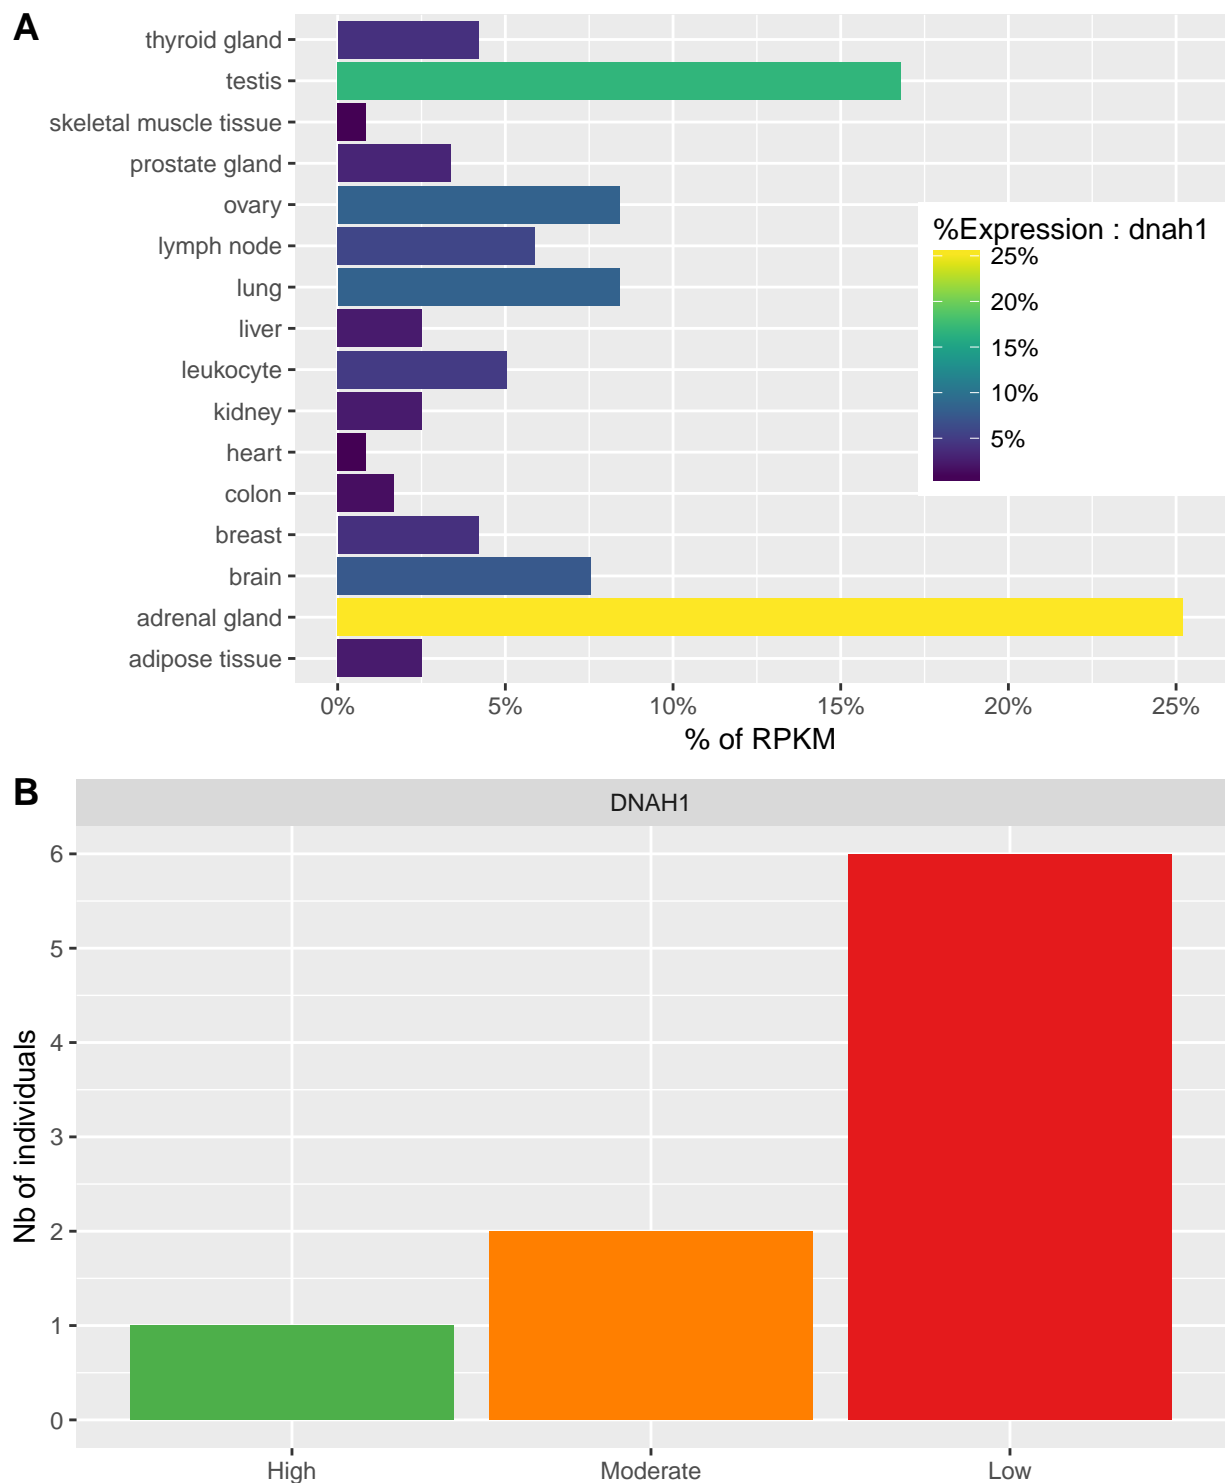 A
thyroid gland
testis
skeletal muscle tissue
prostate gland
ovary
lymph node
lung
liver
leukocyte
kidney
heart
colon
breast
brain
adrenal gland
adipose tissue
%Expression : dnah1
25%
20%
15%
10%
5%
0% 5% 10% 15% 20% 25%
% of RPKM
B
DNAH1
6
5
4
3
2
1
0
Nb of individuals
High Moderate Low